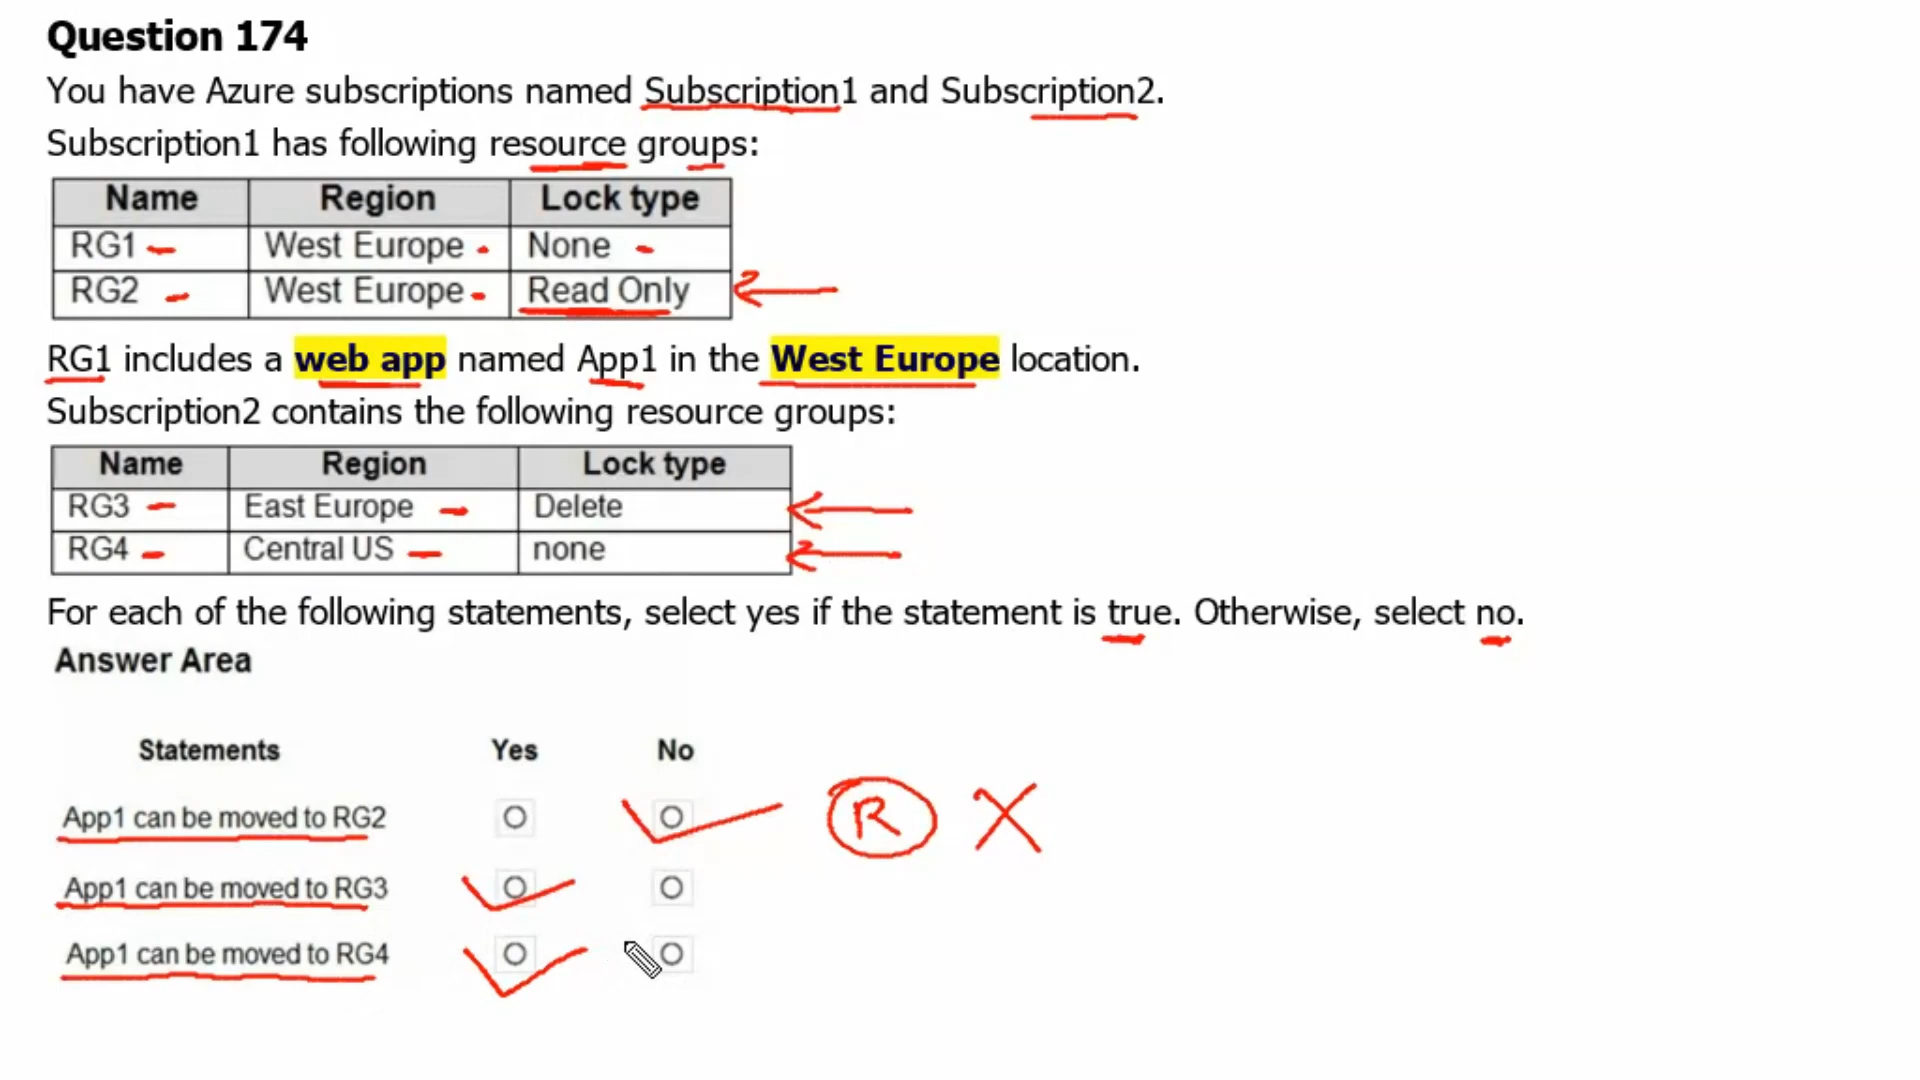 Question 174
You have Azure subscriptions named Subscription1 and Subscription2.
Subscription1 has following resource groups:
Name Region Lock type
RG1 West Europe None
RG2 West Europe Read Only
RG1 includes a web app named App1 in the West Europe location.
Subscription2 contains the following resource groups:
Name Region Lock type
RG3 East Europe Delete
RG4 Central US none
For each of the following statements, select yes if the statement is true. Otherwise, select no.
Answer Area
Statements Yes No
App1 can be moved to RG2 R X
App1 can be moved to RG3
App1 can be moved to RG4